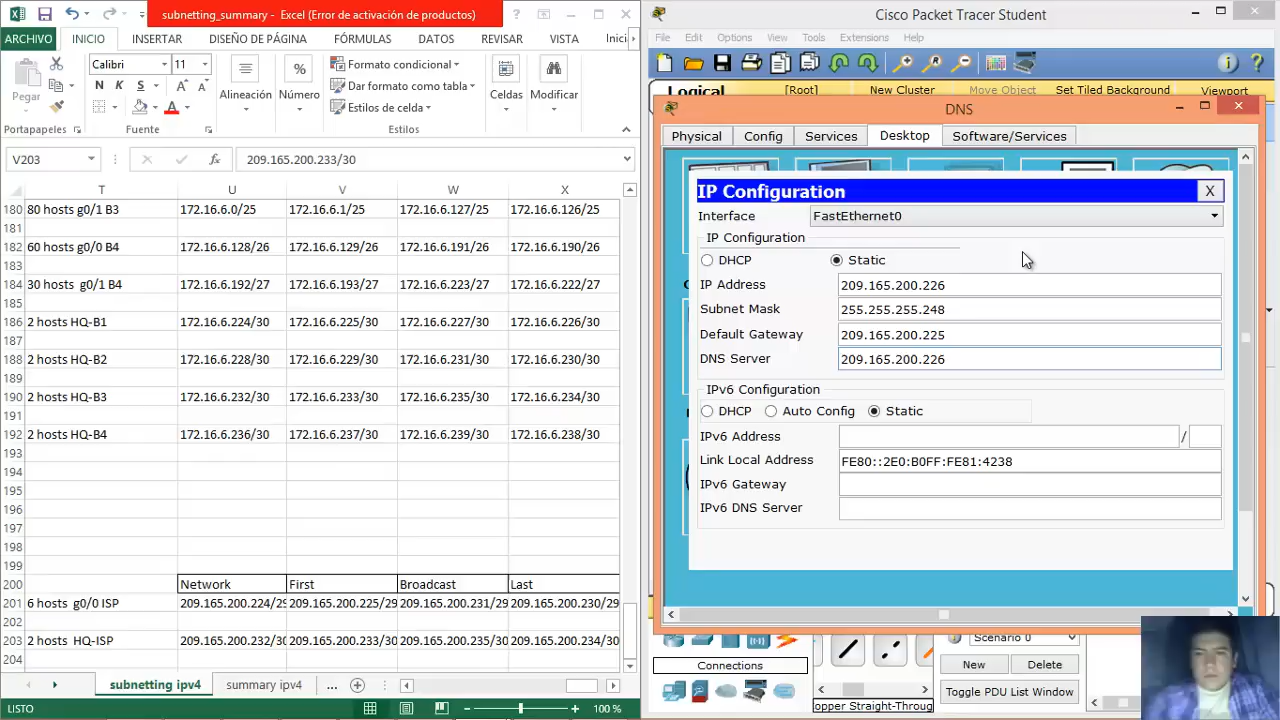 subnetting_summary - Excel (Error de activación de productos)
ARCHIVO INICIO INSERTAR DISEÑO DE PÁGINA FÓRMULAS DATOS REVISAR VISTA Inicia
Pegar
Calibri 11
N K S
A
Alineación
%
Número
Formato condicional
Dar formato como tabla
Estilos de celda
Celdas
Modificar
Portapapeles Fuente Estilos
V203 fx 209.165.200.233/30
T U V W X
180 80 hosts g0/1 B3 172.16.6.0/25 172.16.6.1/25 172.16.6.127/25 172.16.6.126/25
181
182 60 hosts g0/0 B4 172.16.6.128/26 172.16.6.129/26 172.16.6.191/26 172.16.6.190/26
183
184 30 hosts g0/1 B4 172.16.6.192/27 172.16.6.193/27 172.16.6.223/27 172.16.6.222/27
185
186 2 hosts HQ-B1 172.16.6.224/30 172.16.6.225/30 172.16.6.227/30 172.16.6.226/30
187
188 2 hosts HQ-B2 172.16.6.228/30 172.16.6.229/30 172.16.6.231/30 172.16.6.230/30
189
190 2 hosts HQ-B3 172.16.6.232/30 172.16.6.233/30 172.16.6.235/30 172.16.6.234/30
191
192 2 hosts HQ-B4 172.16.6.236/30 172.16.6.237/30 172.16.6.239/30 172.16.6.238/30
193
194
195
196
197
198
199
200 Network First Broadcast Last
201 6 hosts g0/0 ISP 209.165.200.224/29 209.165.200.225/29 209.165.200.231/29 209.165.200.230/29
202
203 2 hosts HQ-ISP 209.165.200.232/30 209.165.200.233/30 209.165.200.235/30 209.165.200.234/30
204
subnetting ipv4 summary ipv4 ...
LISTO 100 %
Cisco Packet Tracer Student
File Edit Options View Tools Extensions Help
Logical [Root] New Cluster Move Object Set Tiled Background Viewport
DNS
Physical Config Services Desktop Software/Services
IP Configuration X
Interface FastEthernet0
IP Configuration
DHCP Static
IP Address 209.165.200.226
Subnet Mask 255.255.255.248
Default Gateway 209.165.200.225
DNS Server 209.165.200.226
IPv6 Configuration
DHCP Auto Config Static
IPv6 Address /
Link Local Address FE80::2E0:B0FF:FE81:4238
IPv6 Gateway
IPv6 DNS Server
Scenario 0
Connections
New Delete
Toggle PDU List Window
opper Straight-Throug